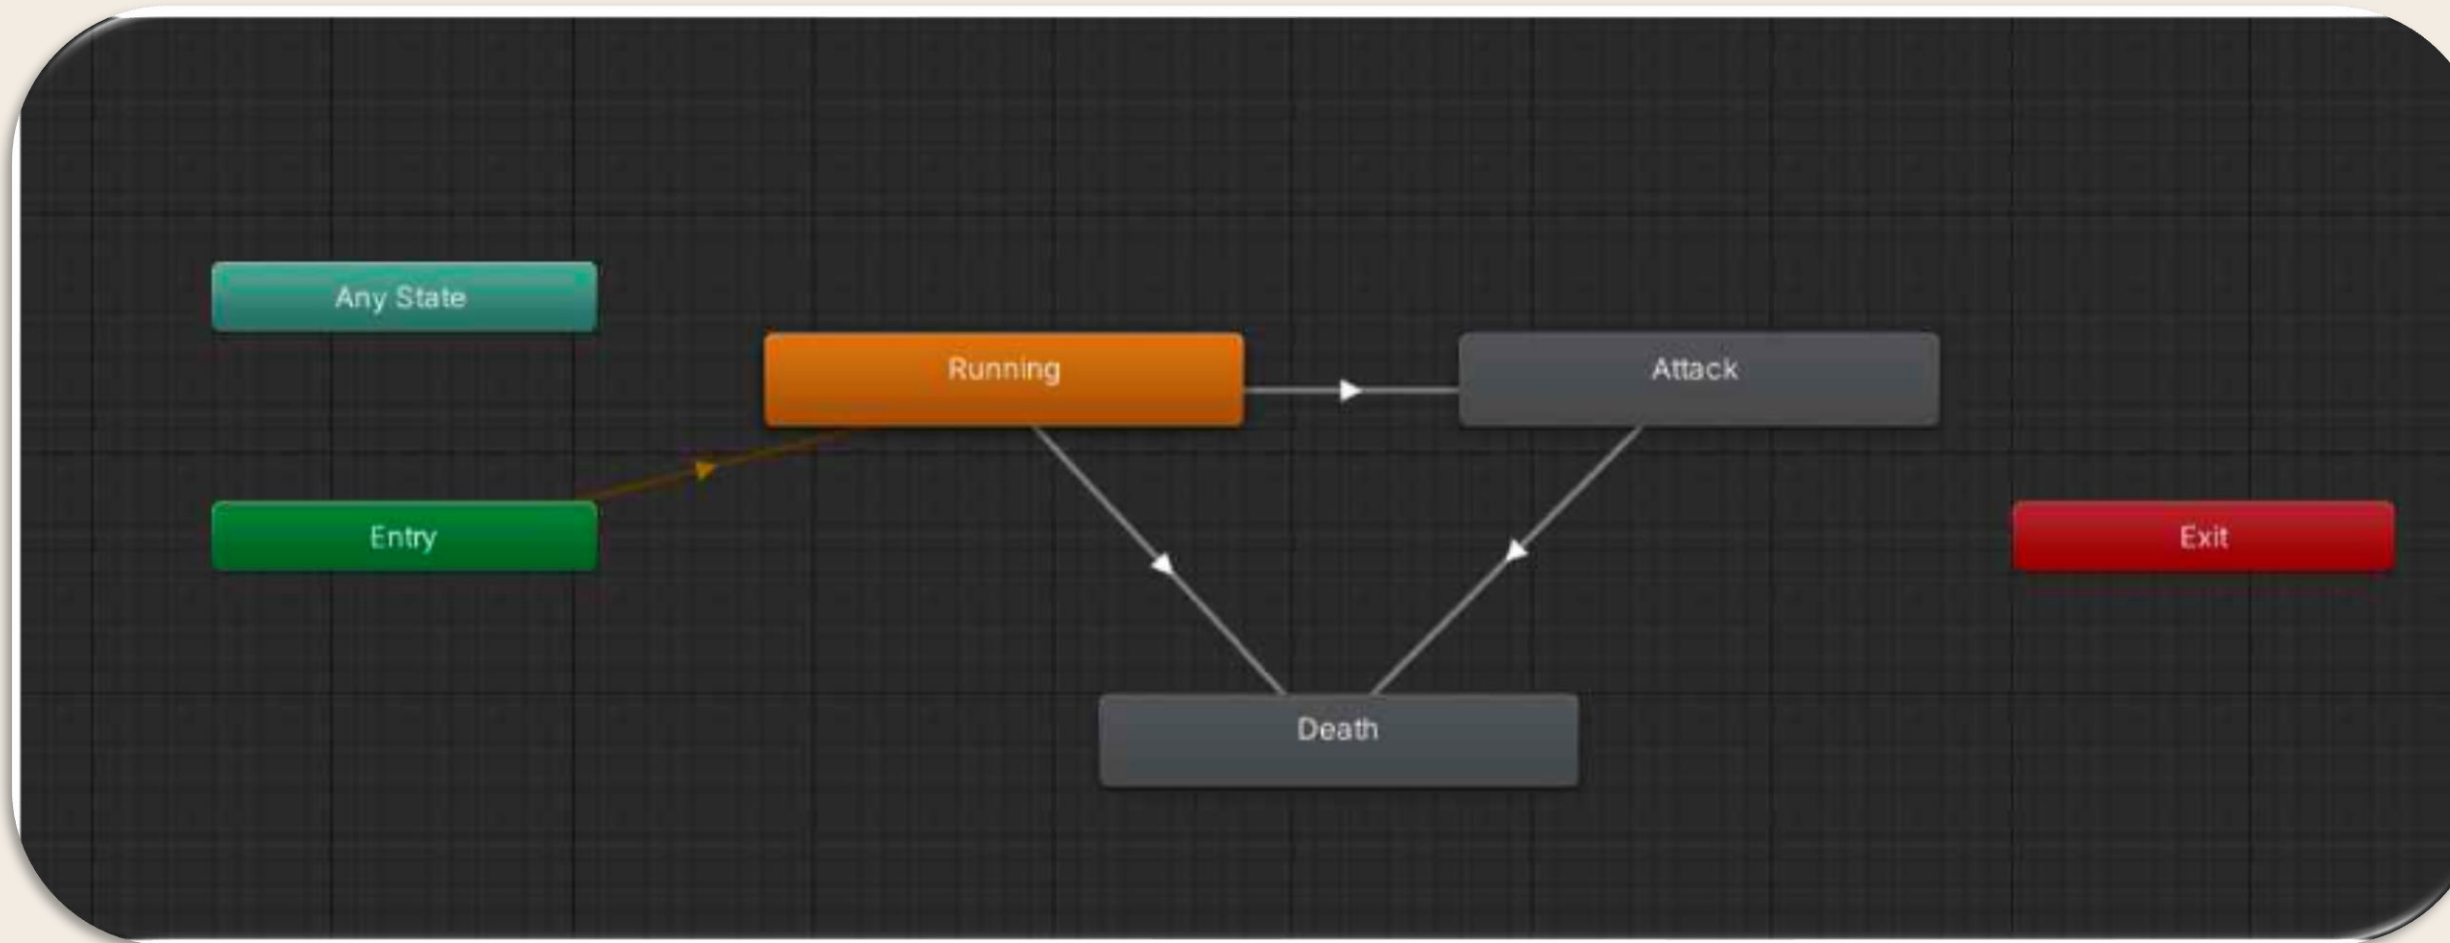 Any State
Running
Attack
Entry
Exit
Death